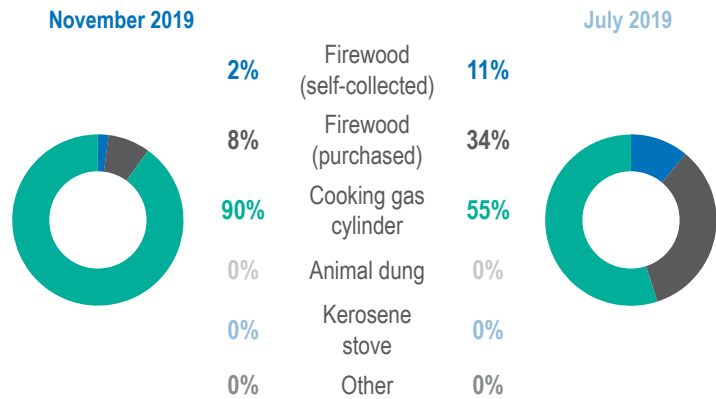 November 2019
July 2019
Firewood
2%
(self-collected)
11%
Firewood
8%
(purchased)
34%
Cooking gas
90%
cylinder
55%
0%
Animal dung
0%
Kerosene
0%
stove
0%
0%
Other
0%